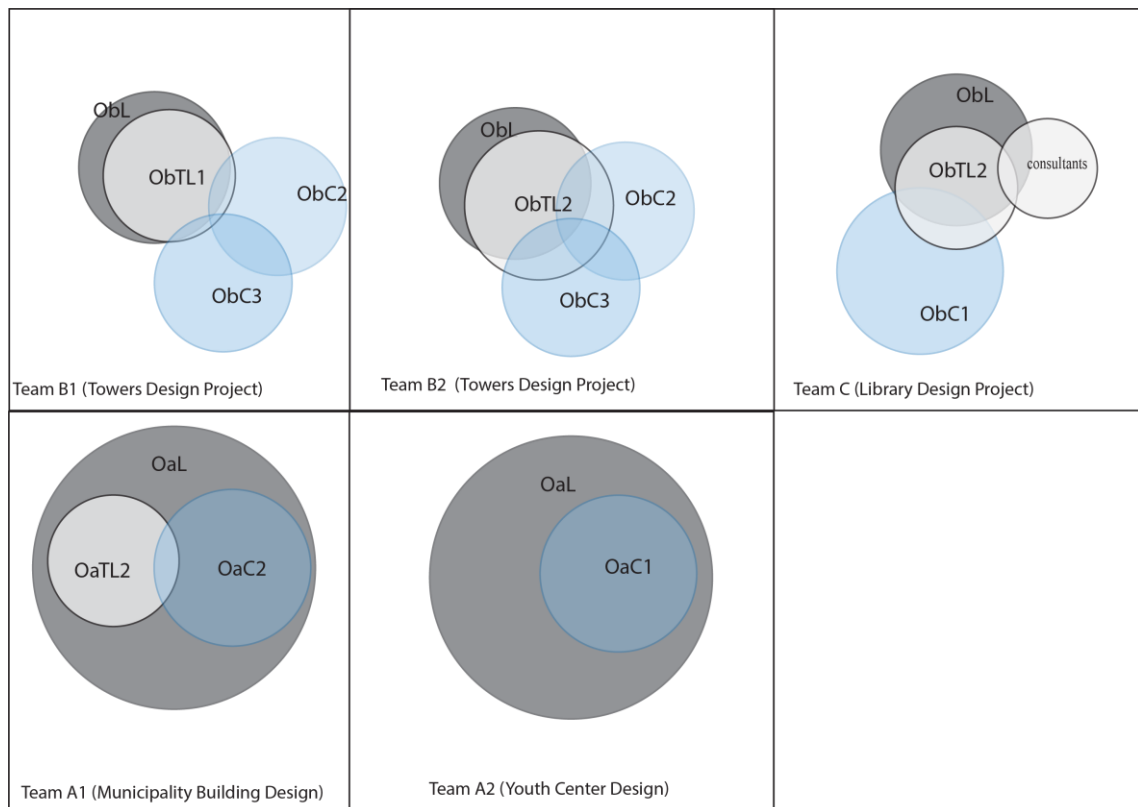 ObL
ObTL1
ObC2
ObC3
Team B1 (Towers Design Project)
ObL
ObTL2
ObC2
ObC3
Team B2 (Towers Design Project)
ObL
ObTL2
consultants
ObC1
Team C (Library Design Project)
OaL
OaTL2
OaC2
Team A1 (Municipality Building Design)
OaL
OaC1
Team A2 (Youth Center Design)